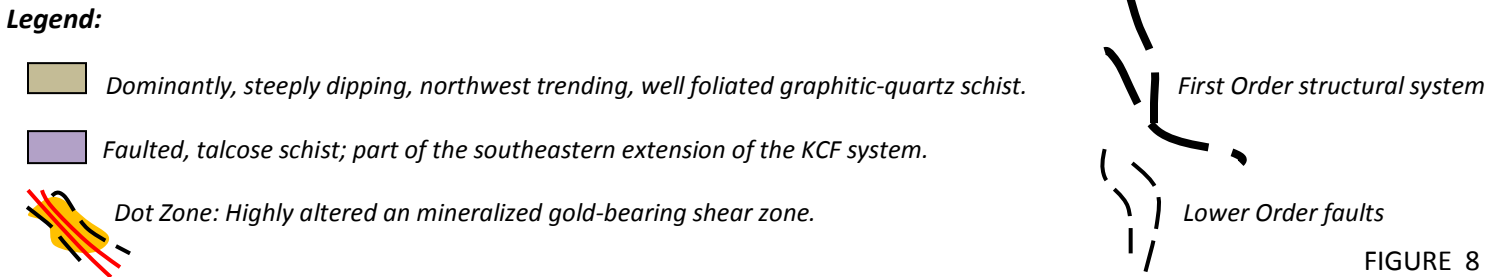 Legend:
Dominantly, steeply dipping, northwest trending, well foliated graphitic-quartz schist.
First Order structural system
Faulted, talcose schist; part of the southeastern extension of the KCF system.
Dot Zone: Highly altered an mineralized gold-bearing shear zone.
Lower Order faults
FIGURE 8